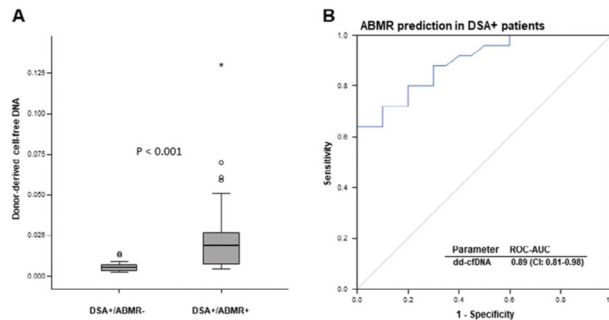 A
Donor-derived cell-free DNA
0.125
0.100
0.075
0.050
0.025
0.000
P < 0.001
*
DSA+/ABMR-
DSA+/ABMR+
B
ABMR prediction in DSA+ patients
Sensitivity
1.0
0.8
0.6
0.4
0.2
0.0
Parameter ROC-AUC
dd-cfDNA 0.89 (CI: 0.81-0.98)
0.0 0.2 0.4 0.6 0.8 1.0
1 - Specificity